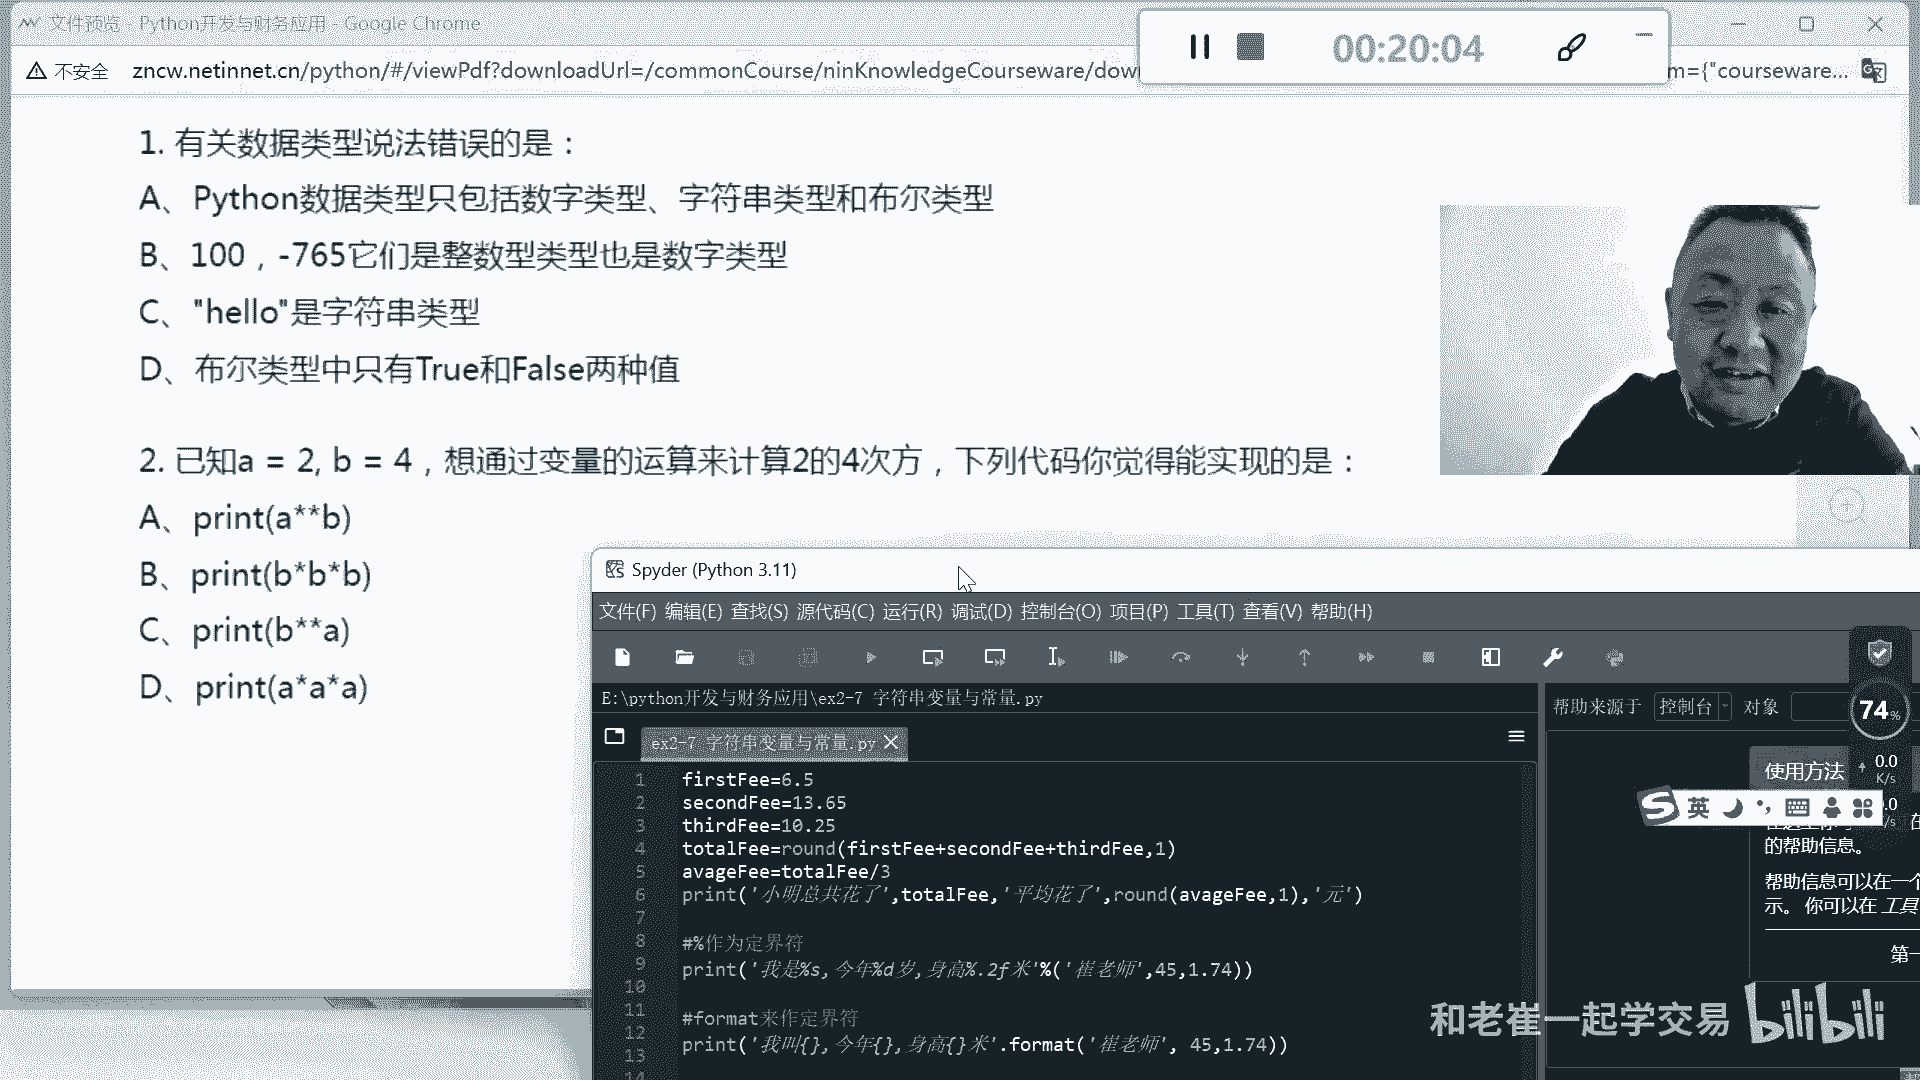 文件预览 - Python开发与财务应用 - Google Chrome
00:20:04
不安全 zncw.netinnet.cn/python/#/viewPdf?downloadUrl=/commonCourse/ninKnowledgeCourseware/dow m={"courseware...
1. 有关数据类型说法错误的是：
A、Python数据类型只包括数字类型、字符串类型和布尔类型
B、100，-765它们是整数型类型也是数字类型
C、"hello"是字符串类型
D、布尔类型中只有True和False两种值
2. 已知a = 2, b = 4，想通过变量的运算来计算2的4次方，下列代码你觉得能实现的是：
A、print(a**b)
B、print(b*b*b)
C、print(b**a)
D、print(a*a*a)
Spyder (Python 3.11)
文件(F) 编辑(E) 查找(S) 源代码(C) 运行(R) 调试(D) 控制台(O) 项目(P) 工具(T) 查看(V) 帮助(H)
E:\python开发与财务应用\ex2-7 字符串变量与常量.py
帮助来源于 控制台 对象
74%
ex2-7 字符串变量与常量.py
使用方法
0.0
K/s
英
1 firstFee=6.5
2 secondFee=13.65
3 thirdFee=10.25
4 totalFee=round(firstFee+secondFee+thirdFee,1)
5 avageFee=totalFee/3
6 print('小明总共花了',totalFee,'平均花了',round(avageFee,1),'元')
7
8 #%作为定界符
9 print('我是%s,今年%d岁,身高%.2f米'%('崔老师',45,1.74))
10
11 #format来作定界符
12 print('我叫{},今年{},身高{}米'.format('崔老师', 45,1.74))
13
14
的帮助信息。
帮助信息可以在一个
示。 你可以在 工具
第一
和老崔一起学交易 bilibili